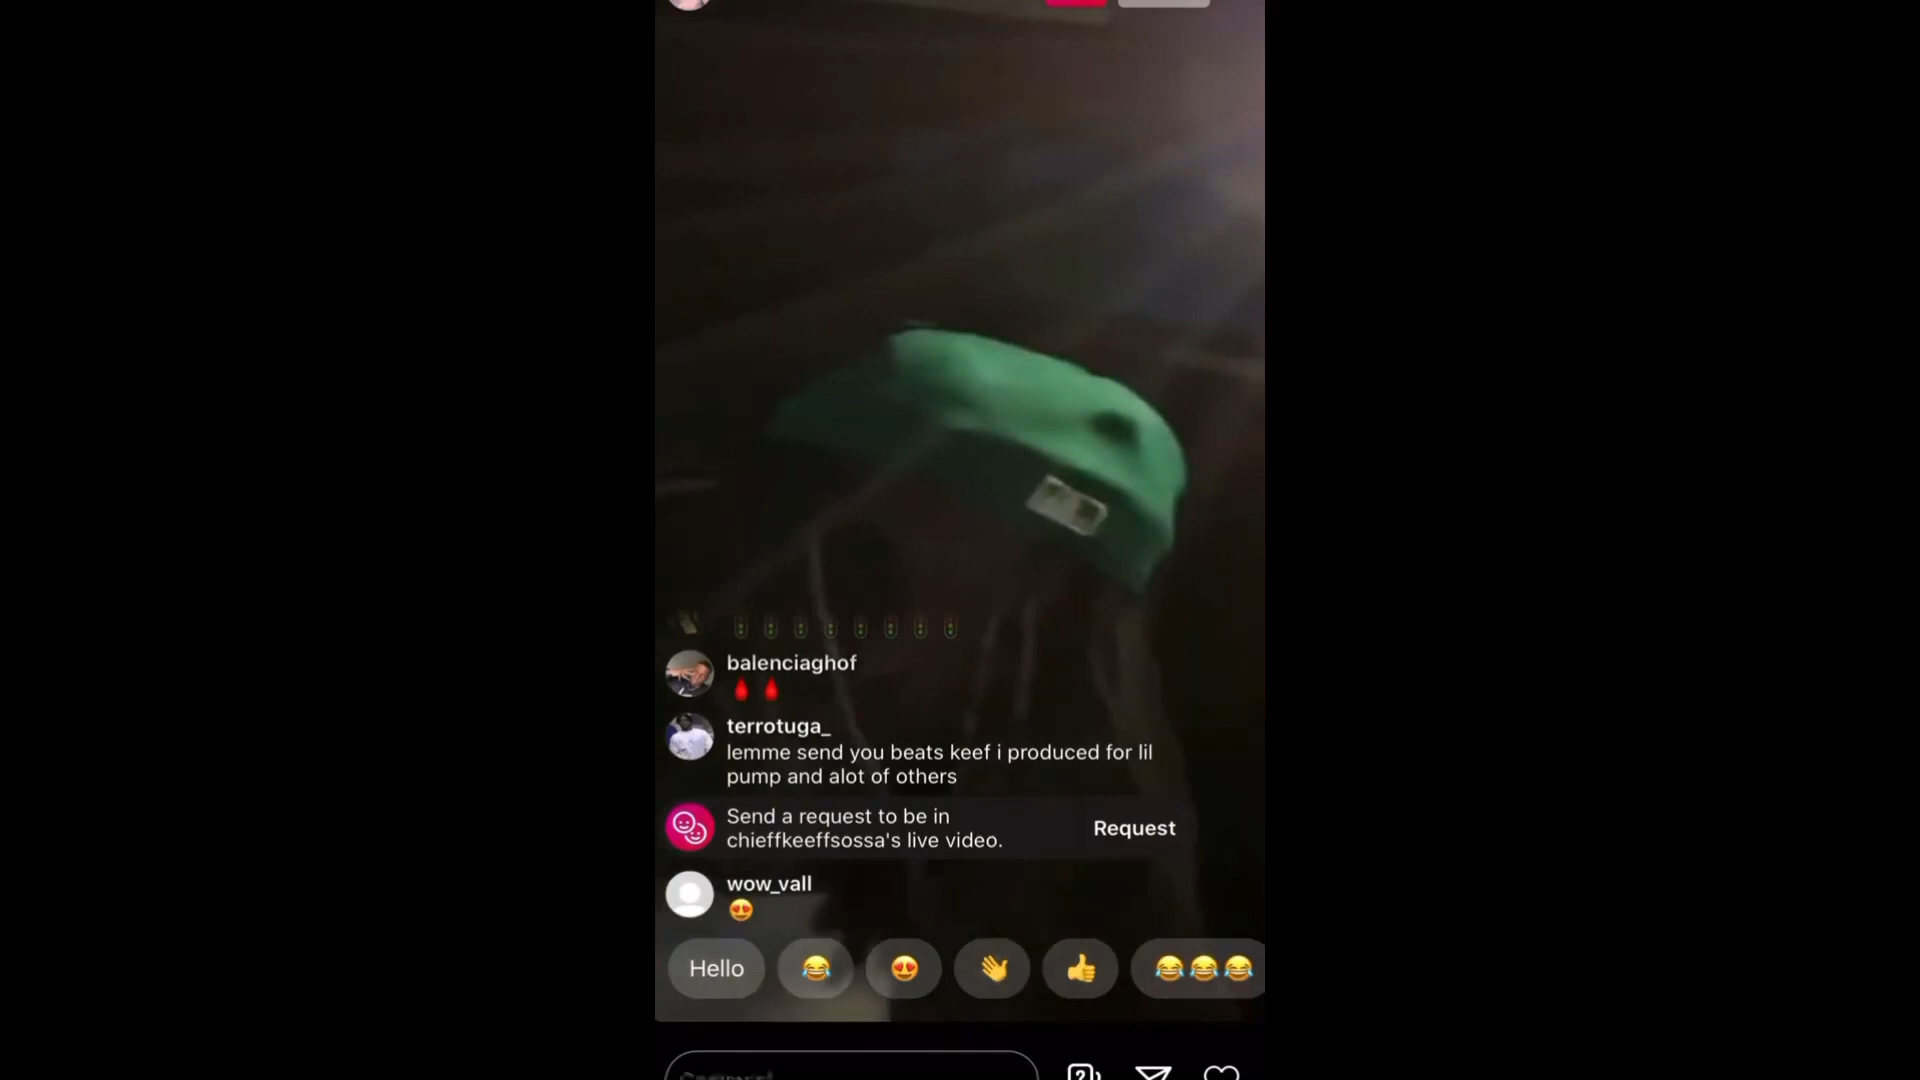 balenciaghof
terrotuga_
lemme send you beats keef i produced for lil
pump and alot of others
Send a request to be in
chieffkeeffsossa's live video.
Request
wow_vall
Hello